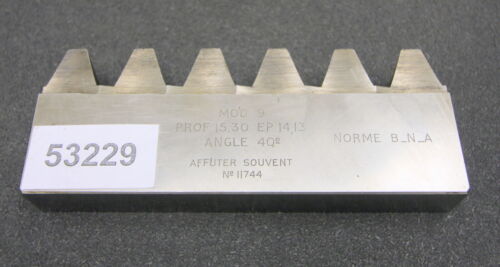 MOD 9
PROF 15,30 EP 14,13
ANGLE 40º
NORME B_N_A
AFFUTER SOUVENT
Nº 11744
53229